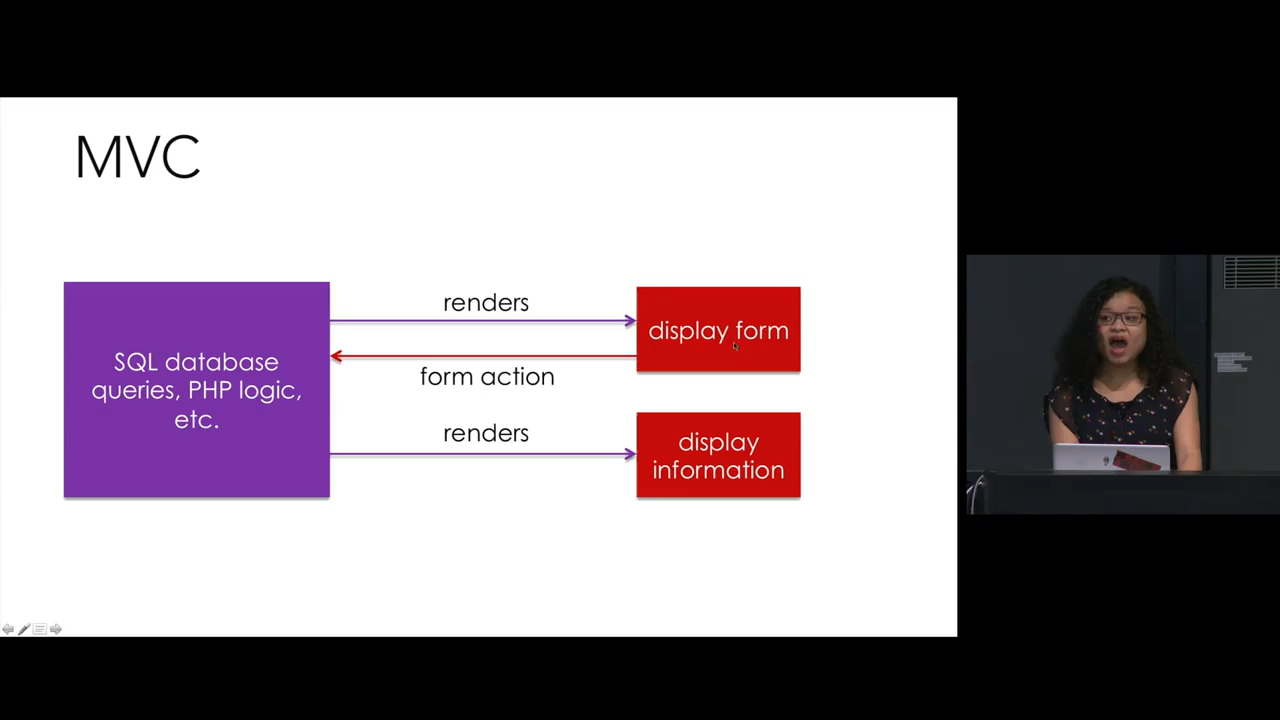 MVC
renders
display form
SQL database
queries, PHP logic,
etc.
form action
renders
display
information